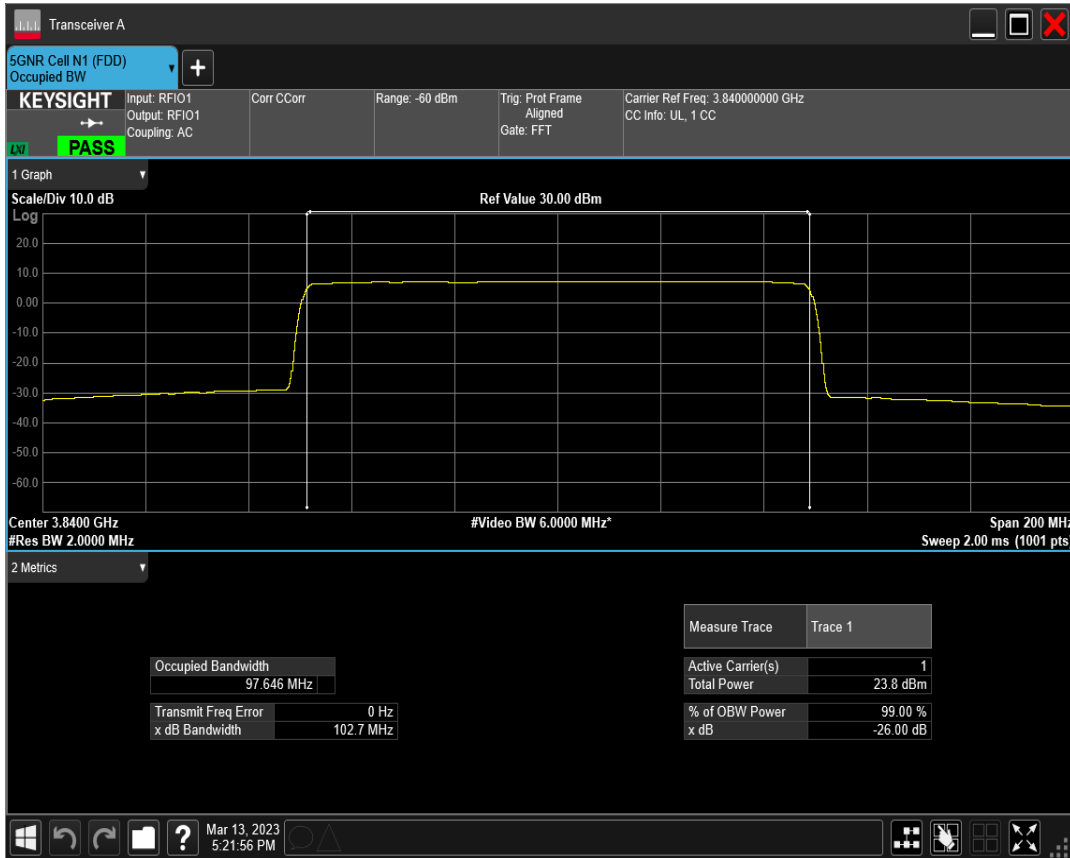 Transceiver A
5GNR Cell N1 (FDD)
Occupied BW
+
KEYSIGHT
LXI
PASS
Input: RFIO1
Output: RFIO1
Coupling: AC
Corr CCorr
Range: -60 dBm
Trig: Prot Frame
Aligned
Gate: FFT
Carrier Ref Freq: 3.840000000 GHz
CC Info: UL, 1 CC
1 Graph
Scale/Div 10.0 dB
Ref Value 30.00 dBm
Log
20.0
10.0
0.00
-10.0
-20.0
-30.0
-40.0
-50.0
-60.0
Center 3.8400 GHz
#Video BW 6.0000 MHz*
Span 200 MHz
#Res BW 2.0000 MHz
Sweep 2.00 ms (1001 pts)
2 Metrics
Measure Trace Trace 1
Occupied Bandwidth
97.646 MHz
Active Carrier(s) 1
Total Power 23.8 dBm
Transmit Freq Error 0 Hz
x dB Bandwidth 102.7 MHz
% of OBW Power 99.00 %
x dB -26.00 dB
?
Mar 13, 2023
5:21:56 PM